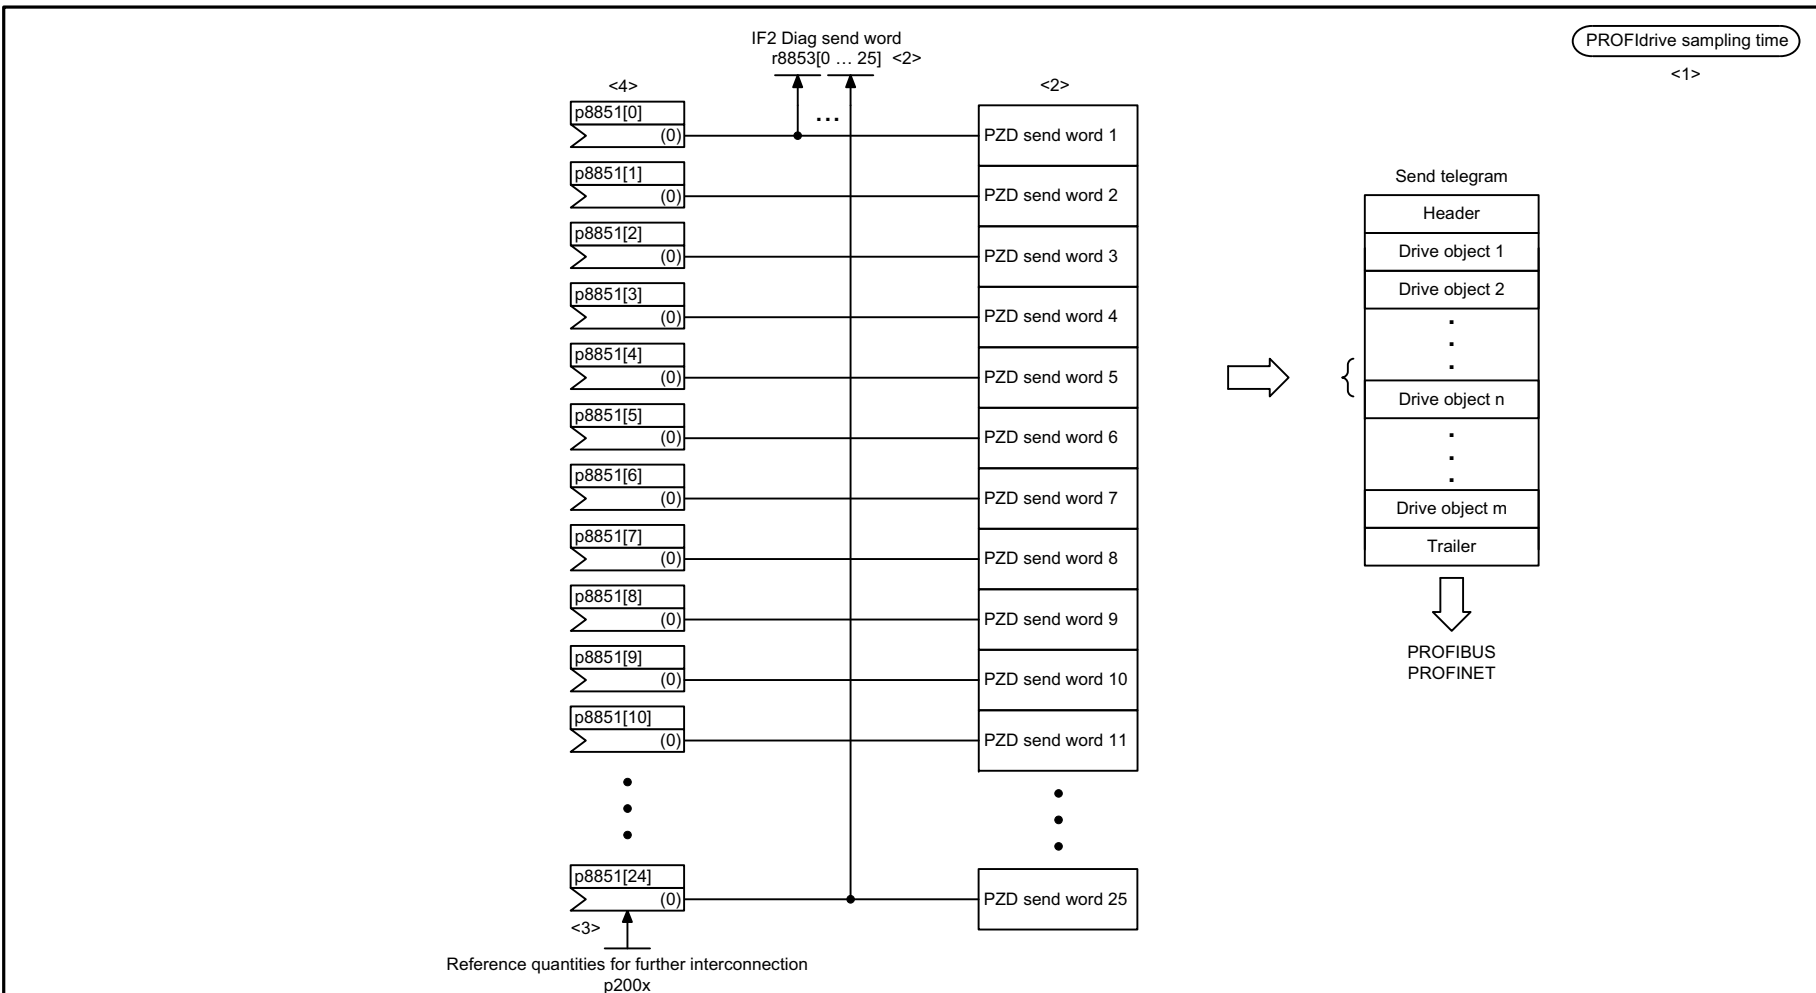 PROFIdrive sampling time
<1>
IF2 Diag send word
r8853[0 … 25] <2>
<4>
<2>
...
p8851[0]
(0)
PZD send word 1
p8851[1]
(0)
PZD send word 2
p8851[2]
(0)
PZD send word 3
p8851[3]
(0)
PZD send word 4
p8851[4]
(0)
PZD send word 5
p8851[5]
(0)
PZD send word 6
p8851[6]
(0)
PZD send word 7
p8851[7]
(0)
PZD send word 8
p8851[8]
(0)
PZD send word 9
p8851[9]
(0)
PZD send word 10
p8851[10]
(0)
PZD send word 11
p8851[24]
(0)
PZD send word 25
<3>
Reference quantities for further interconnection
p200x
Send telegram
Header
Drive object 1
Drive object 2
Drive object n
Drive object m
Trailer
PROFIBUS
PROFINET